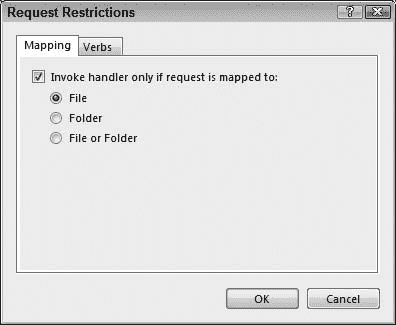 Request Restrictions
Mapping Verbs
Invoke handler only if request is mapped to:
File
Folder
File or Folder
OK Cancel